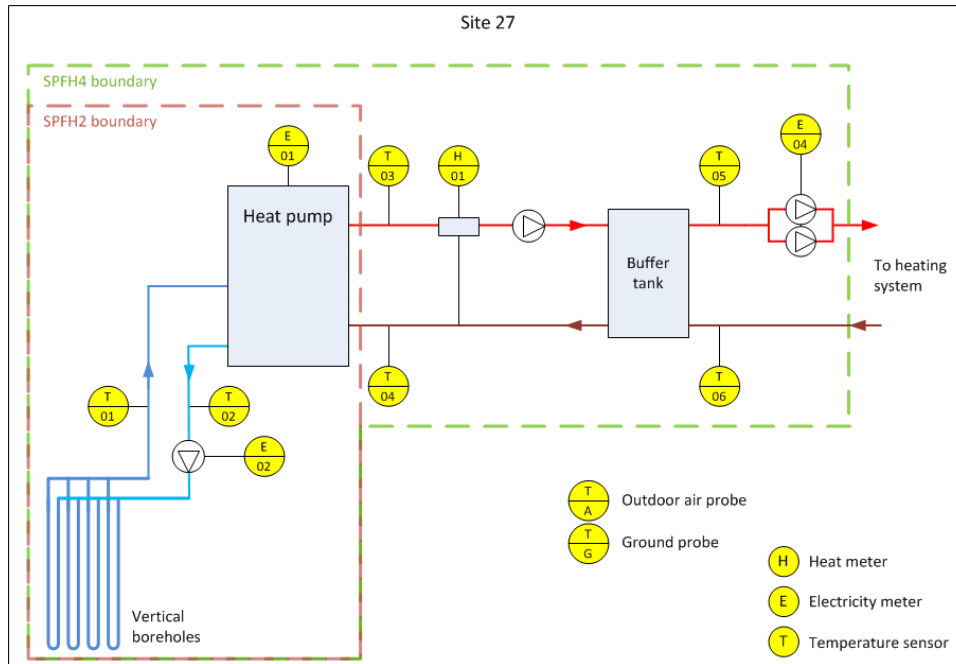 Site 27
SPFH4 boundary
SPFH2 boundary
E
01
T
03
H
01
T
05
E
04
Heat pump
Buffer
tank
To heating
system
T
01
T
02
T
04
T
06
E
02
T
A
Outdoor air probe
T
G
Ground probe
H
Heat meter
E
Electricity meter
T
Temperature sensor
Vertical
boreholes